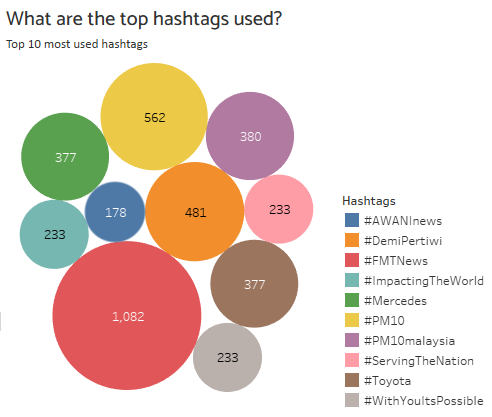 What are the top hashtags used?
Top 10 most used hashtags
562
380
377
178
481
233
233
377
1,082
233
Hashtags
#AWANInews
#DemiPertiwi
#FMTNews
#ImpactingTheWorld
#Mercedes
#PM10
#PM10malaysia
#ServingTheNation
#Toyota
#WithYouItsPossible